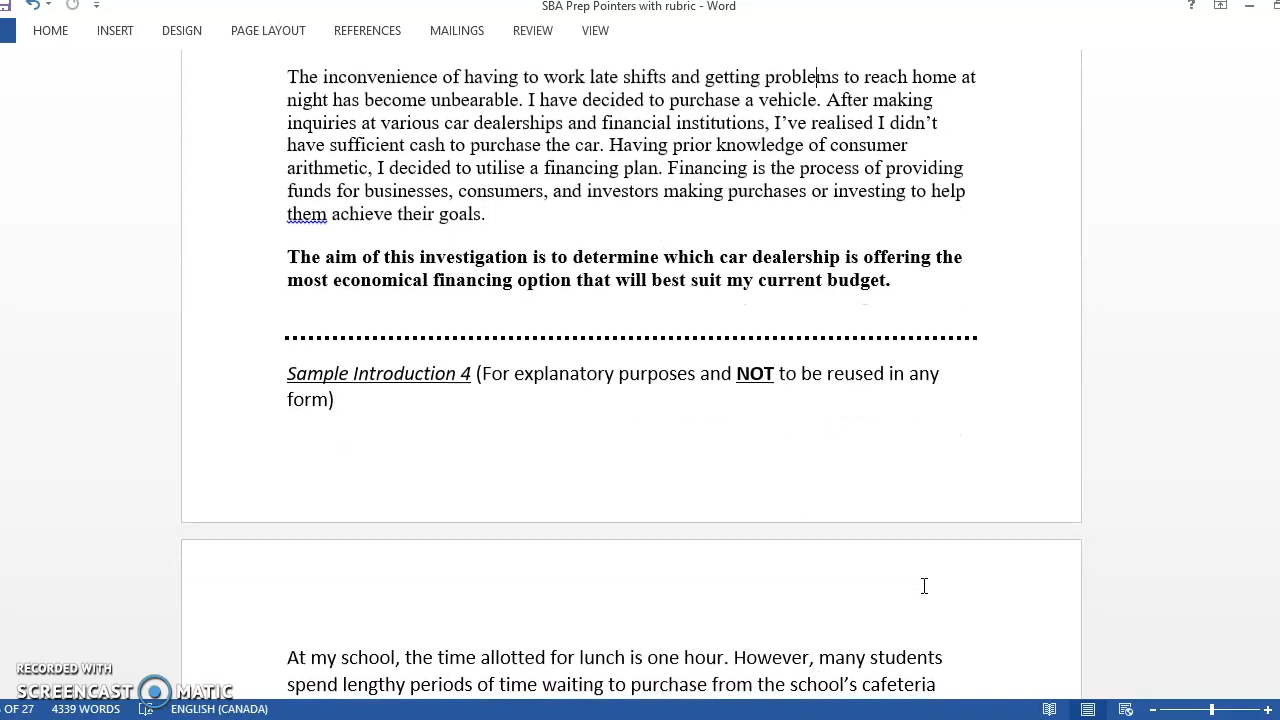 SBA Prep Pointers with rubric - Word
?
HOME INSERT DESIGN PAGE LAYOUT REFERENCES MAILINGS REVIEW VIEW
The inconvenience of having to work late shifts and getting problems to reach home at
night has become unbearable. I have decided to purchase a vehicle. After making
inquiries at various car dealerships and financial institutions, I’ve realised I didn’t
have sufficient cash to purchase the car. Having prior knowledge of consumer
arithmetic, I decided to utilise a financing plan. Financing is the process of providing
funds for businesses, consumers, and investors making purchases or investing to help
them achieve their goals.
The aim of this investigation is to determine which car dealership is offering the
most economical financing option that will best suit my current budget.
Sample Introduction 4 (For explanatory purposes and NOT to be reused in any
form)
At my school, the time allotted for lunch is one hour. However, many students
spend lengthy periods of time waiting to purchase from the school’s cafeteria
RECORDED WITH
SCREENCAST MATIC
OF 27 4339 WORDS ENGLISH (CANADA)